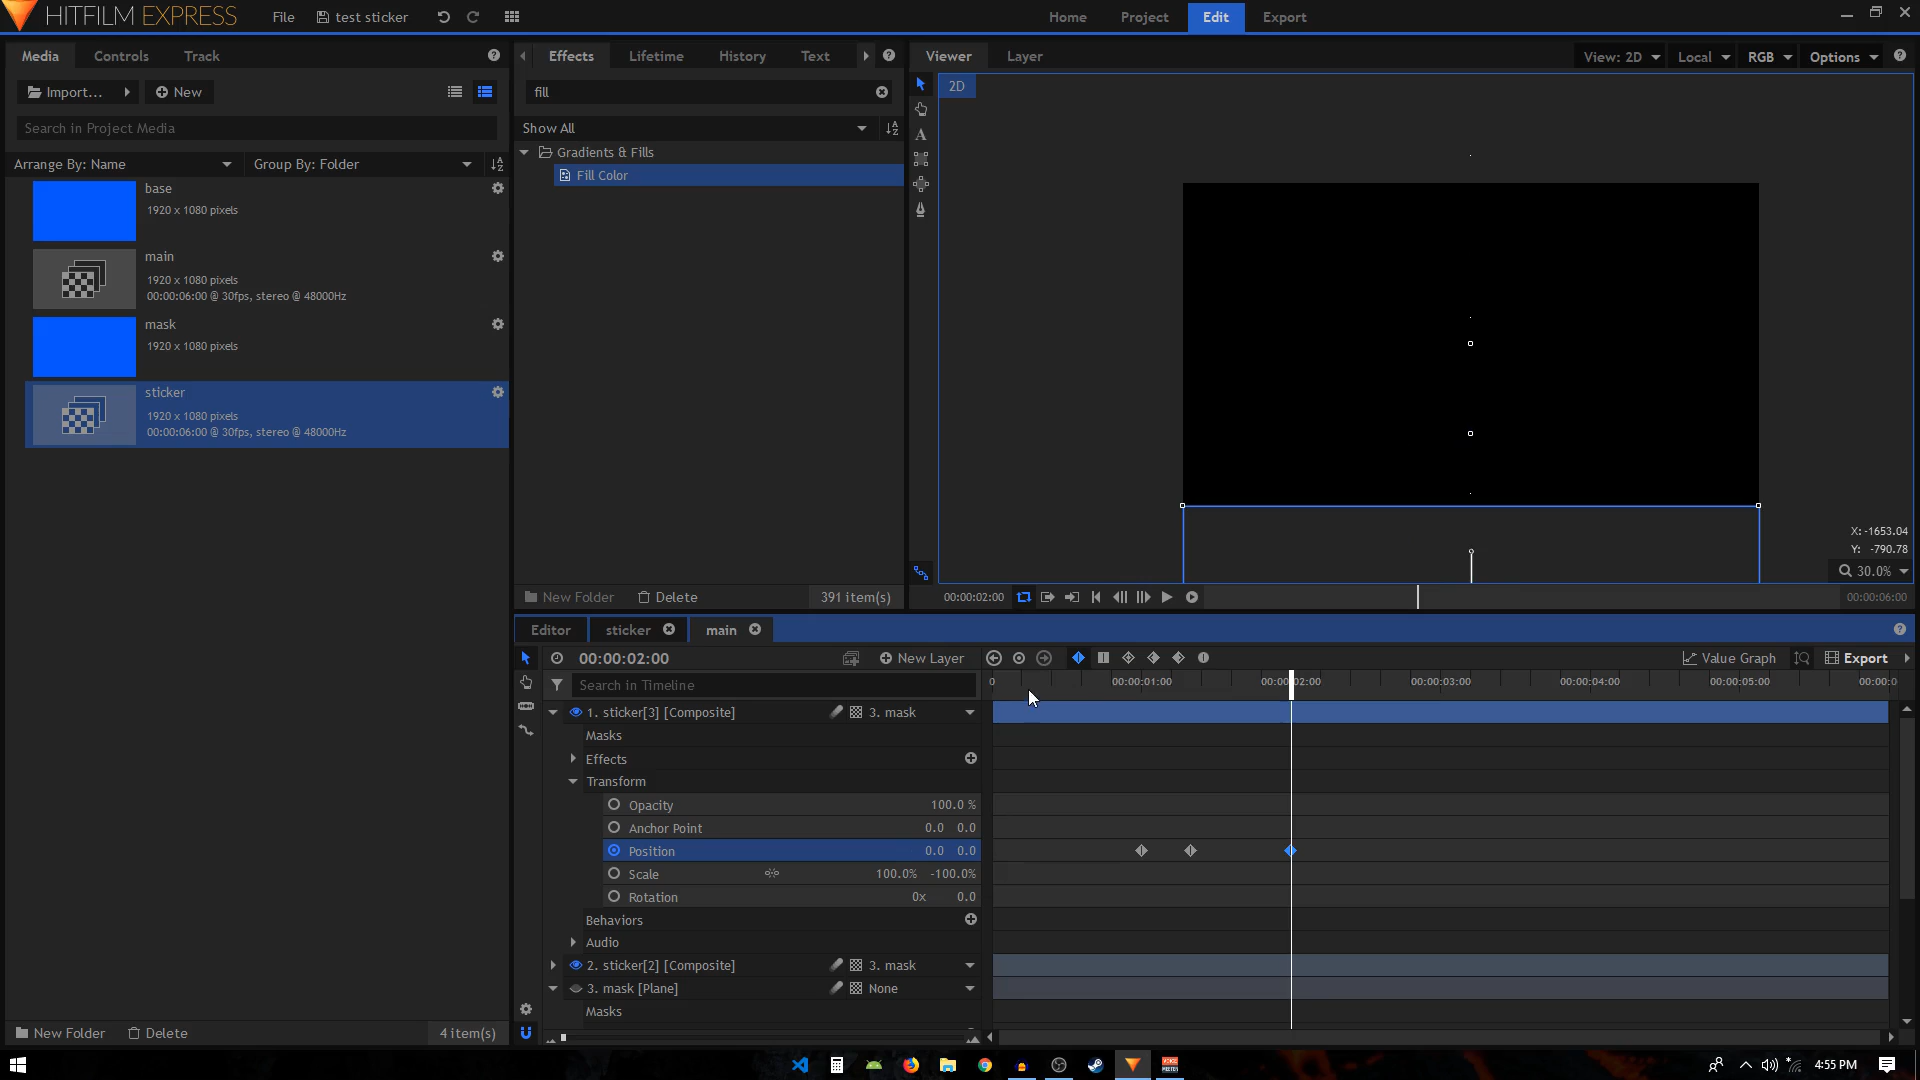 HITFILM EXPRESS
File
test sticker
Home
Project
Edit
Export
Media
Controls
Track
Effects
Lifetime
History
Text
Viewer
Layer
View: 2D
Local
RGB
Options
Import...
New
fill
2D
Search in Project Media
Show All
Arrange By: Name
Group By: Folder
Gradients & Fills
Fill Color
base
1920 x 1080 pixels
main
1920 x 1080 pixels
00:00:06:00 @ 30fps, stereo @ 48000Hz
mask
1920 x 1080 pixels
sticker
1920 x 1080 pixels
00:00:06:00 @ 30fps, stereo @ 48000Hz
X: -1653.04
Y: -790.78
30.0%
New Folder
Delete
391 item(s)
00:00:02:00
00:00:06:00
Editor
sticker
main
00:00:02:00
New Layer
Value Graph
Export
Search in Timeline
0
00:00:01:00
00:00:02:00
00:00:03:00
00:00:04:00
00:00:05:00
00:00:0
1. sticker[3] [Composite]
3. mask
Masks
Effects
Transform
Opacity
100.0 %
Anchor Point
0.0 0.0
Position
0.0 0.0
Scale
100.0% -100.0%
Rotation
0x 0.0
Behaviors
Audio
2. sticker[2] [Composite]
3. mask
3. mask [Plane]
None
Masks
New Folder
Delete
4 item(s)
4:55 PM